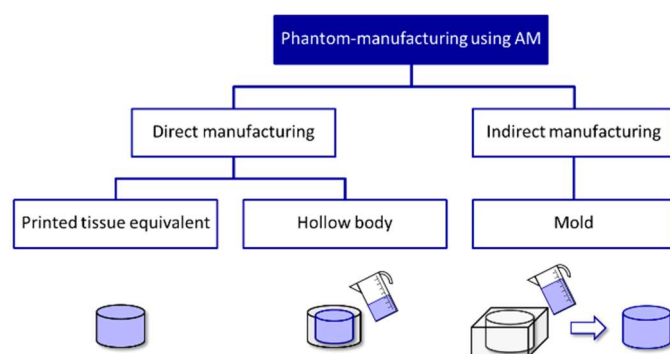 Phantom-manufacturing using AM
Direct manufacturing
Indirect manufacturing
Printed tissue equivalent
Hollow body
Mold